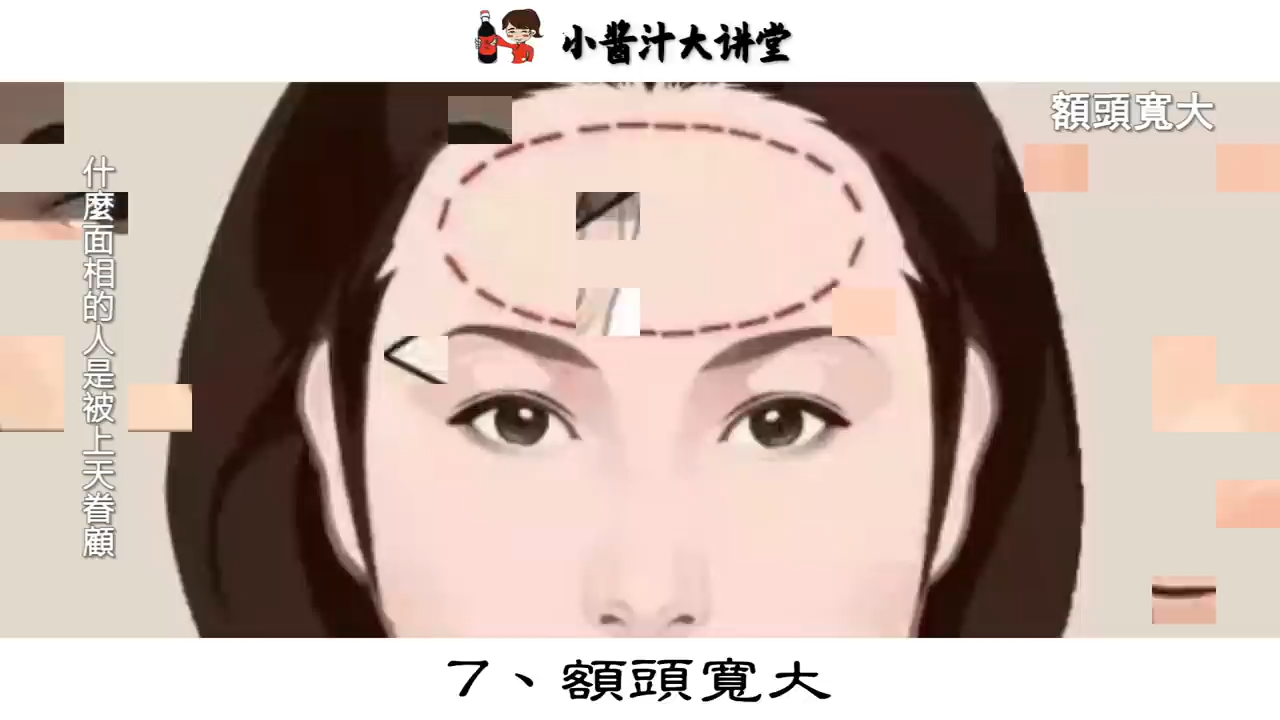 小酱汁大讲堂
額頭寬大
什麼面相的人是被上天眷顧
7、額頭寬大